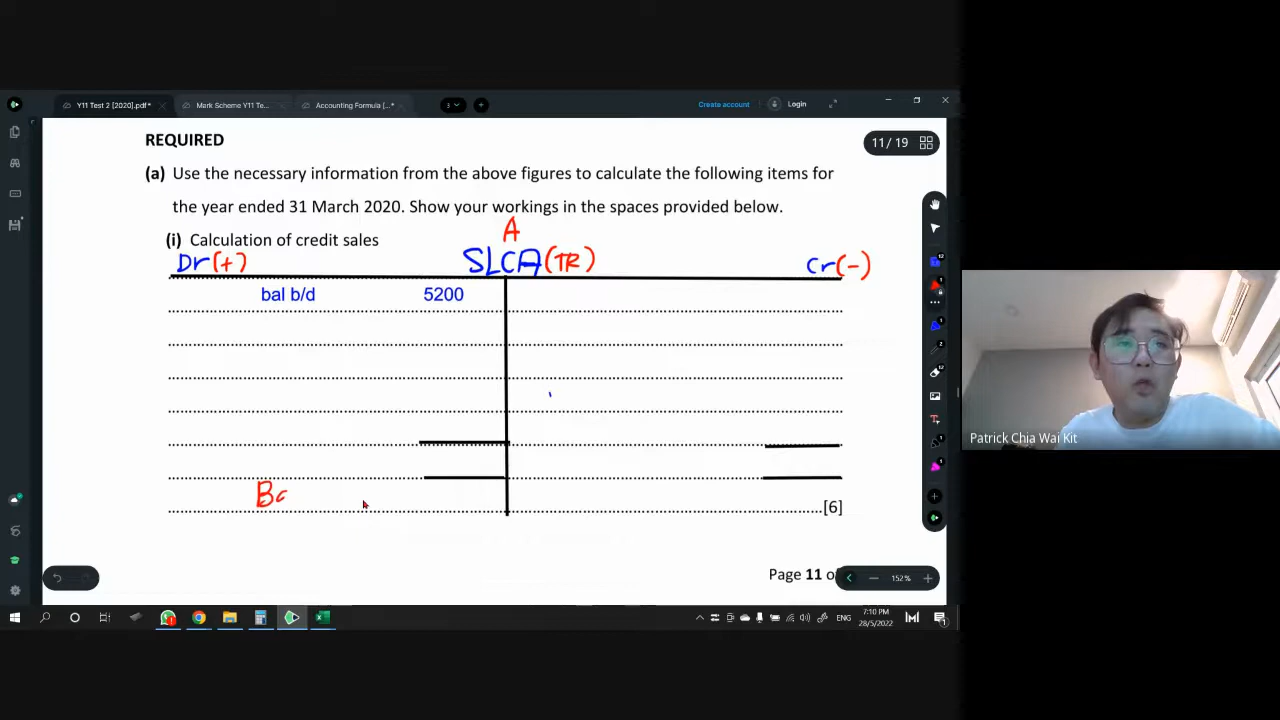 Y11 Test 2 [2020].pdf*
Mark Scheme Y11 Te...
Accounting Formula [...*
3
Create account
Login
REQUIRED
11 / 19
(a) Use the necessary information from the above figures to calculate the following items for
the year ended 31 March 2020. Show your workings in the spaces provided below.
A
(i) Calculation of credit sales
Dr (+) SLCA (TR) Cr (-)
bal b/d 5200
Ba
[6]
Page 11 o
152%
Patrick Chia Wai Kit
ENG
7:10 PM
28/5/2022